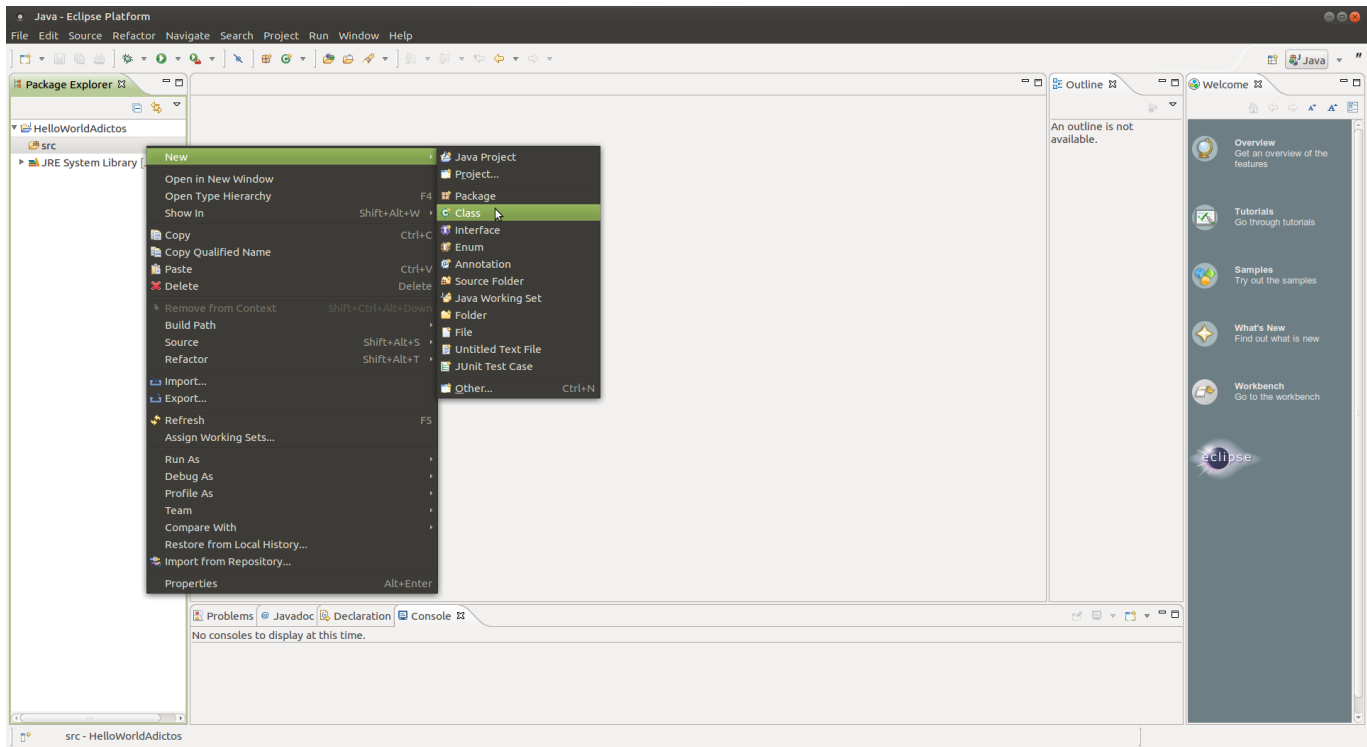 Java - Eclipse Platform
File Edit Source Refactor Navigate Search Project Run Window Help
Java
"
Package Explorer
HelloWorldAdictos
src
JRE System Library [
New
Open in New Window
Open Type Hierarchy F4
Show In Shift+Alt+W
Copy Ctrl+C
Copy Qualified Name
Paste Ctrl+V
Delete Delete
Remove from Context Shift+Ctrl+Alt+Down
Build Path
Source Shift+Alt+S
Refactor Shift+Alt+T
Import...
Export...
Refresh F5
Assign Working Sets...
Run As
Debug As
Profile As
Team
Compare With
Restore from Local History...
Import from Repository...
Properties Alt+Enter
Java Project
Project...
Package
Class
Interface
Enum
Annotation
Source Folder
Java Working Set
Folder
File
Untitled Text File
JUnit Test Case
Other... Ctrl+N
Outline
An outline is not
available.
Welcome
Overview
Get an overview of the
features
Tutorials
Go through tutorials
Samples
Try out the samples
What's New
Find out what is new
Workbench
Go to the workbench
eclipse
Problems Javadoc Declaration Console
No consoles to display at this time.
src - HelloWorldAdictos